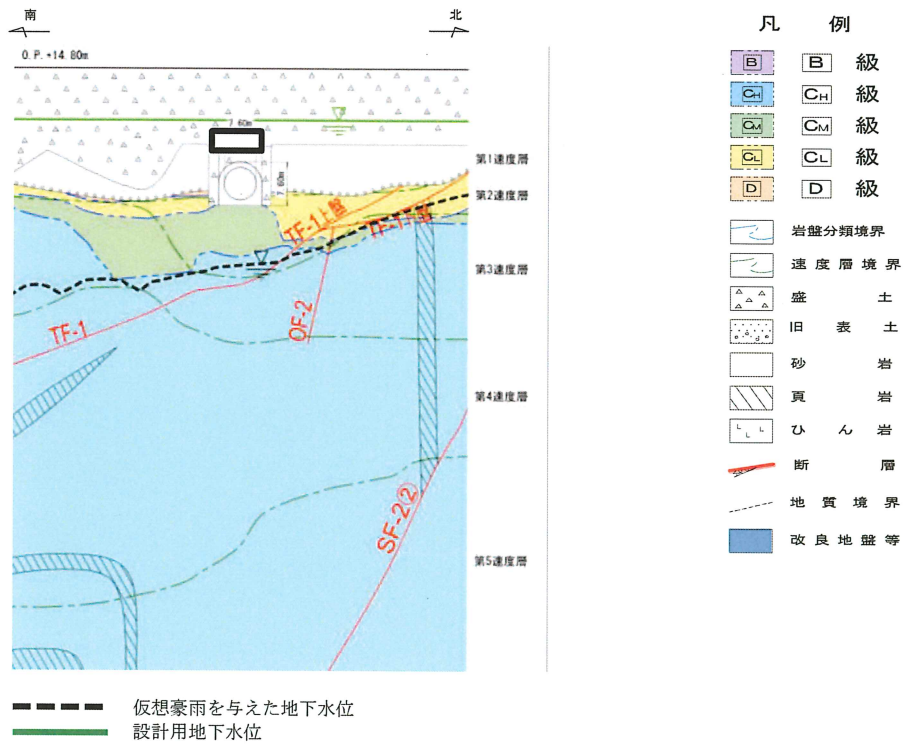 南
北
O.P.+14.80m
7.60m
7.60m
第1速度層
第2速度層
第3速度層
第4速度層
第5速度層
TF-1上盤
TF-1
OF-2
SF-2②
凡 例
B B 級
CH CH 級
CM CM 級
CL CL 級
D D 級
岩盤分類境界
速度層境界
盛 土
旧 表 土
砂 岩
頁 岩
ひ ん 岩
断 層
地質境界
改良地盤等
仮想豪雨を与えた地下水位
設計用地下水位